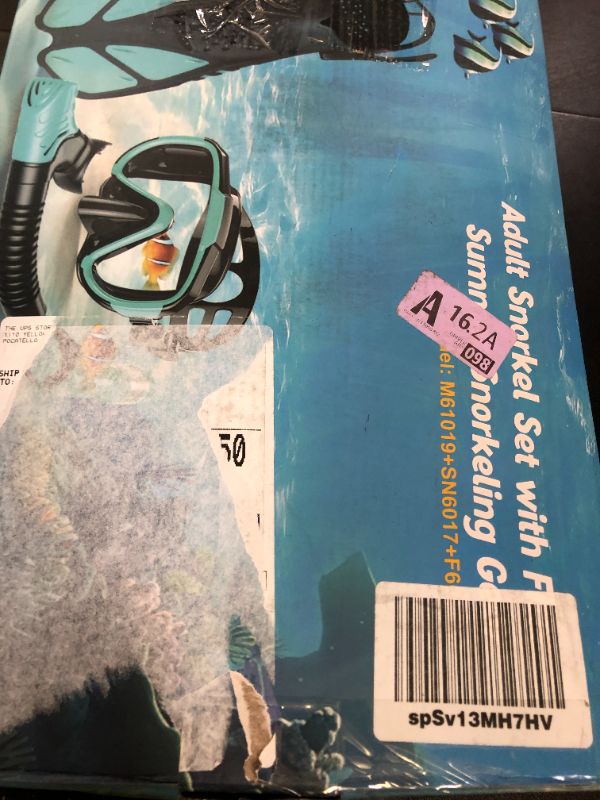 Adult Snorkel Set with F
Summ Snorkeling G
el: M61019+SN6017+F6
A
16.2A
098
THE UPS STOR
POCATELLO
SHIP
TO:
50
spSv13MH7HV